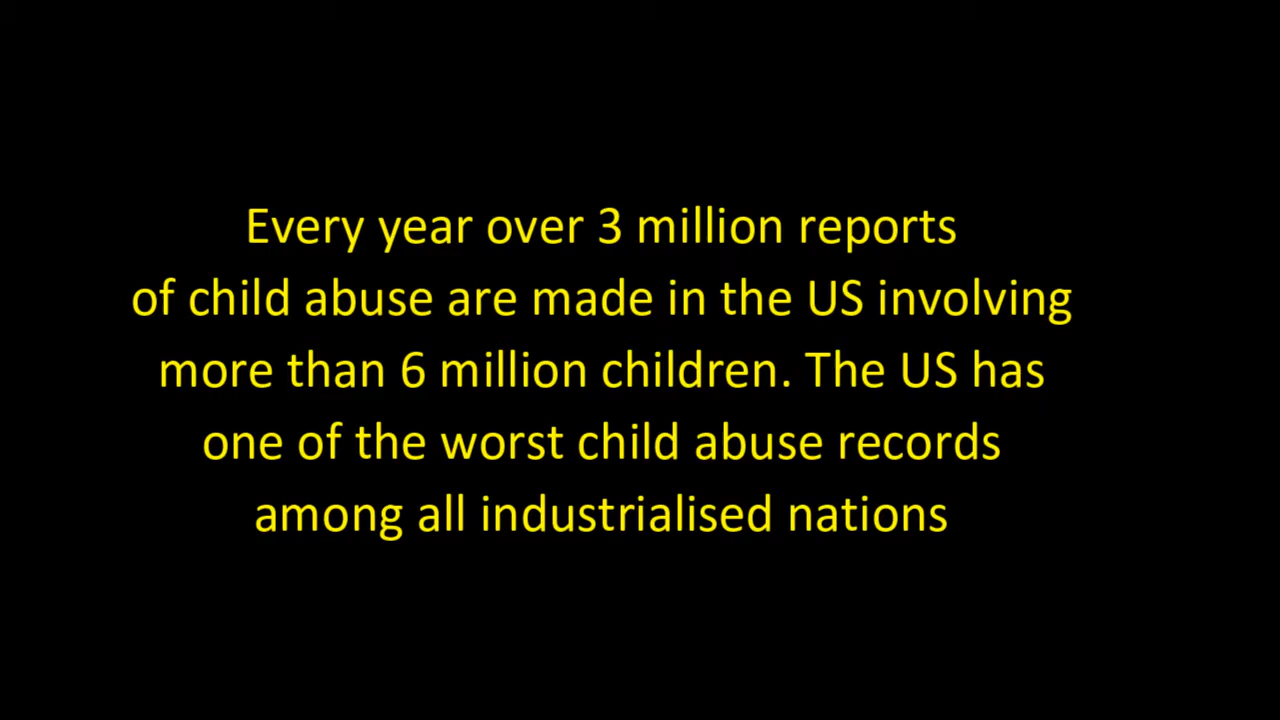 Every year over 3 million reports
of child abuse are made in the US involving
more than 6 million children. The US has
one of the worst child abuse records
among all industrialised nations